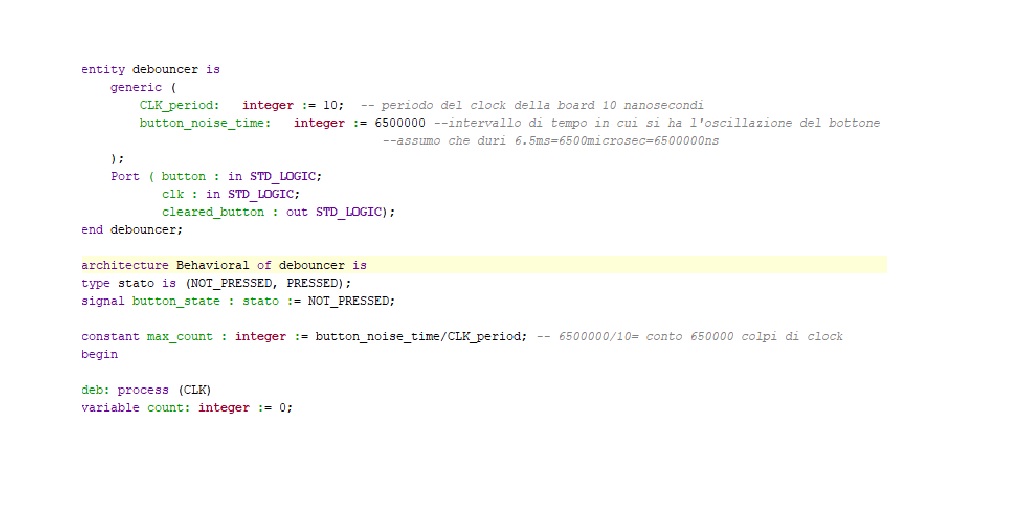 entity debouncer is
generic (
CLK_period: integer := 10; -- periodo del clock della board 10 nanosecondi
button_noise_time: integer := 6500000 --intervallo di tempo in cui si ha l'oscillazione del bottone
--assumo che duri 6.5ms=6500microsec=6500000ns
);
Port ( button : in STD_LOGIC;
clk : in STD_LOGIC;
cleared_button : out STD_LOGIC);
end debouncer;
architecture Behavioral of debouncer is
type stato is (NOT_PRESSED, PRESSED);
signal button_state : stato := NOT_PRESSED;
constant max_count : integer := button_noise_time/CLK_period; -- 6500000/10= conto 650000 colpi di clock
begin
deb: process (CLK)
variable count: integer := 0;